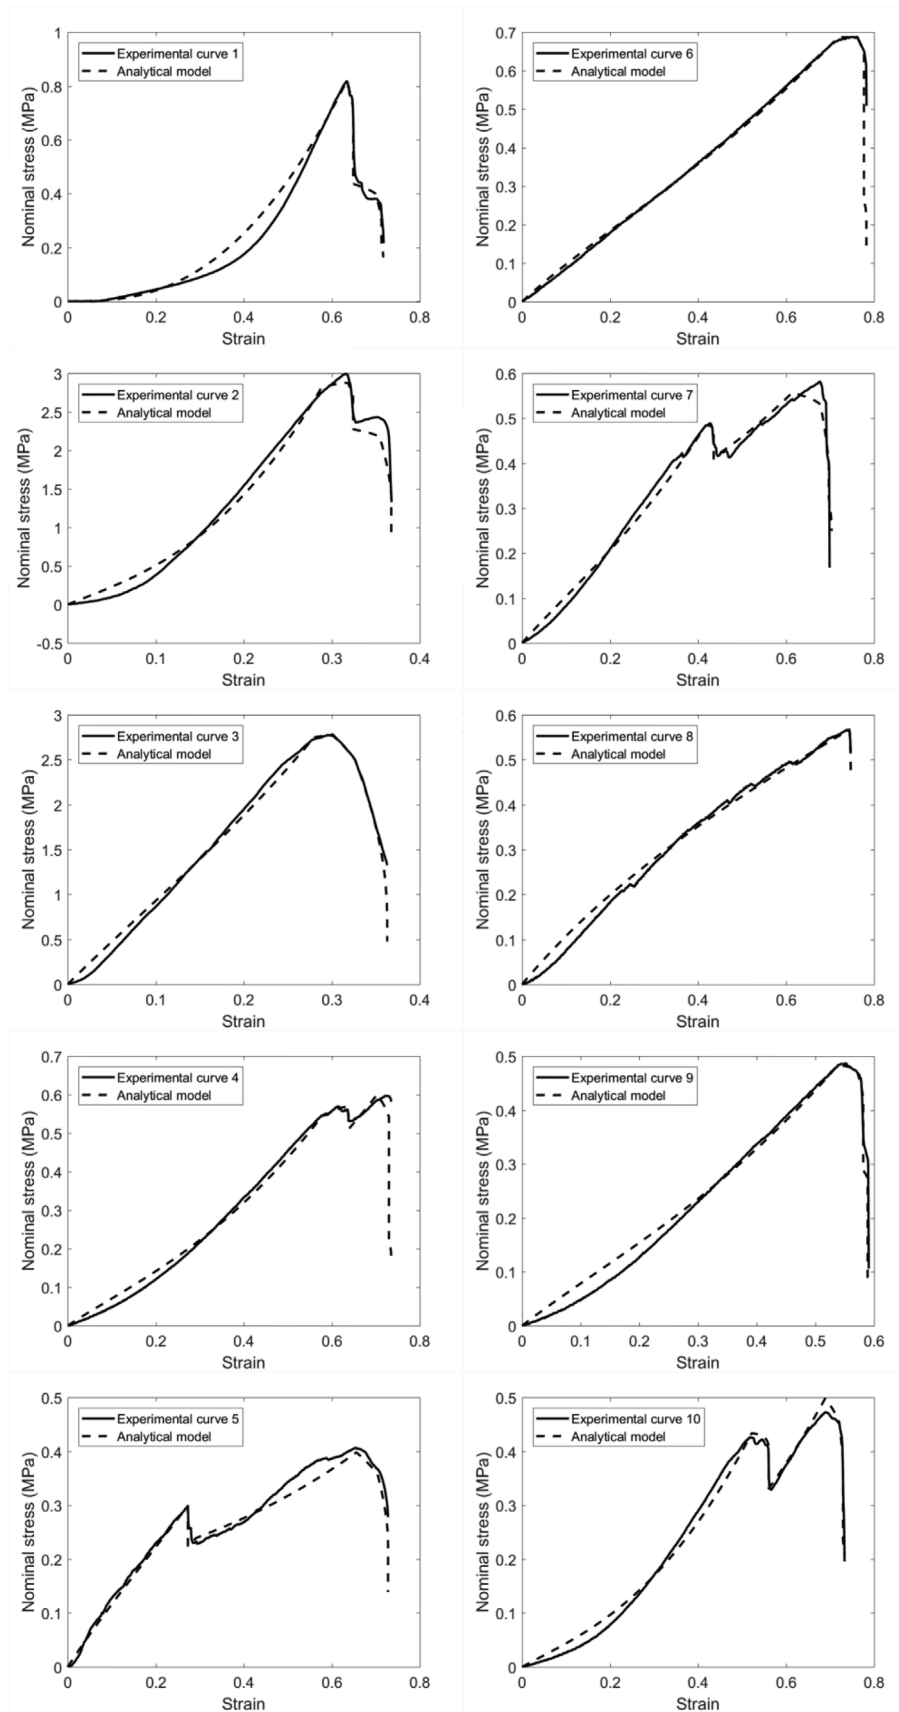 Experimental curve 1
Analytical model
Nominal stress (MPa)
1
0.8
0.6
0.4
0.2
0
0 0.2 0.4 0.6 0.8
Strain
Experimental curve 6
Analytical model
Nominal stress (MPa)
0.7
0.6
0.5
0.4
0.3
0.2
0.1
0
0 0.2 0.4 0.6 0.8
Strain
Experimental curve 2
Analytical model
Nominal stress (MPa)
3
2.5
2
1.5
1
0.5
0
-0.5
0 0.1 0.2 0.3 0.4
Strain
Experimental curve 7
Analytical model
Nominal stress (MPa)
0.6
0.5
0.4
0.3
0.2
0.1
0
0 0.2 0.4 0.6 0.8
Strain
Experimental curve 3
Analytical model
Nominal stress (MPa)
3
2.5
2
1.5
1
0.5
0
0 0.1 0.2 0.3 0.4
Strain
Experimental curve 8
Analytical model
Nominal stress (MPa)
0.6
0.5
0.4
0.3
0.2
0.1
0
0 0.2 0.4 0.6 0.8
Strain
Experimental curve 4
Analytical model
Nominal stress (MPa)
0.7
0.6
0.5
0.4
0.3
0.2
0.1
0
0 0.2 0.4 0.6 0.8
Strain
Experimental curve 9
Analytical model
Nominal stress (MPa)
0.5
0.4
0.3
0.2
0.1
0
0 0.1 0.2 0.3 0.4 0.5 0.6
Strain
Experimental curve 5
Analytical model
Nominal stress (MPa)
0.5
0.4
0.3
0.2
0.1
0
0 0.2 0.4 0.6 0.8
Strain
Experimental curve 10
Analytical model
Nominal stress (MPa)
0.5
0.4
0.3
0.2
0.1
0
0 0.2 0.4 0.6 0.8
Strain